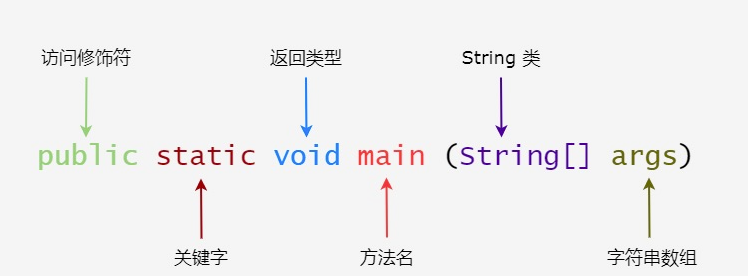 访问修饰符 返回类型 String 类
public static void main (String[] args)
关键字 方法名 字符串数组